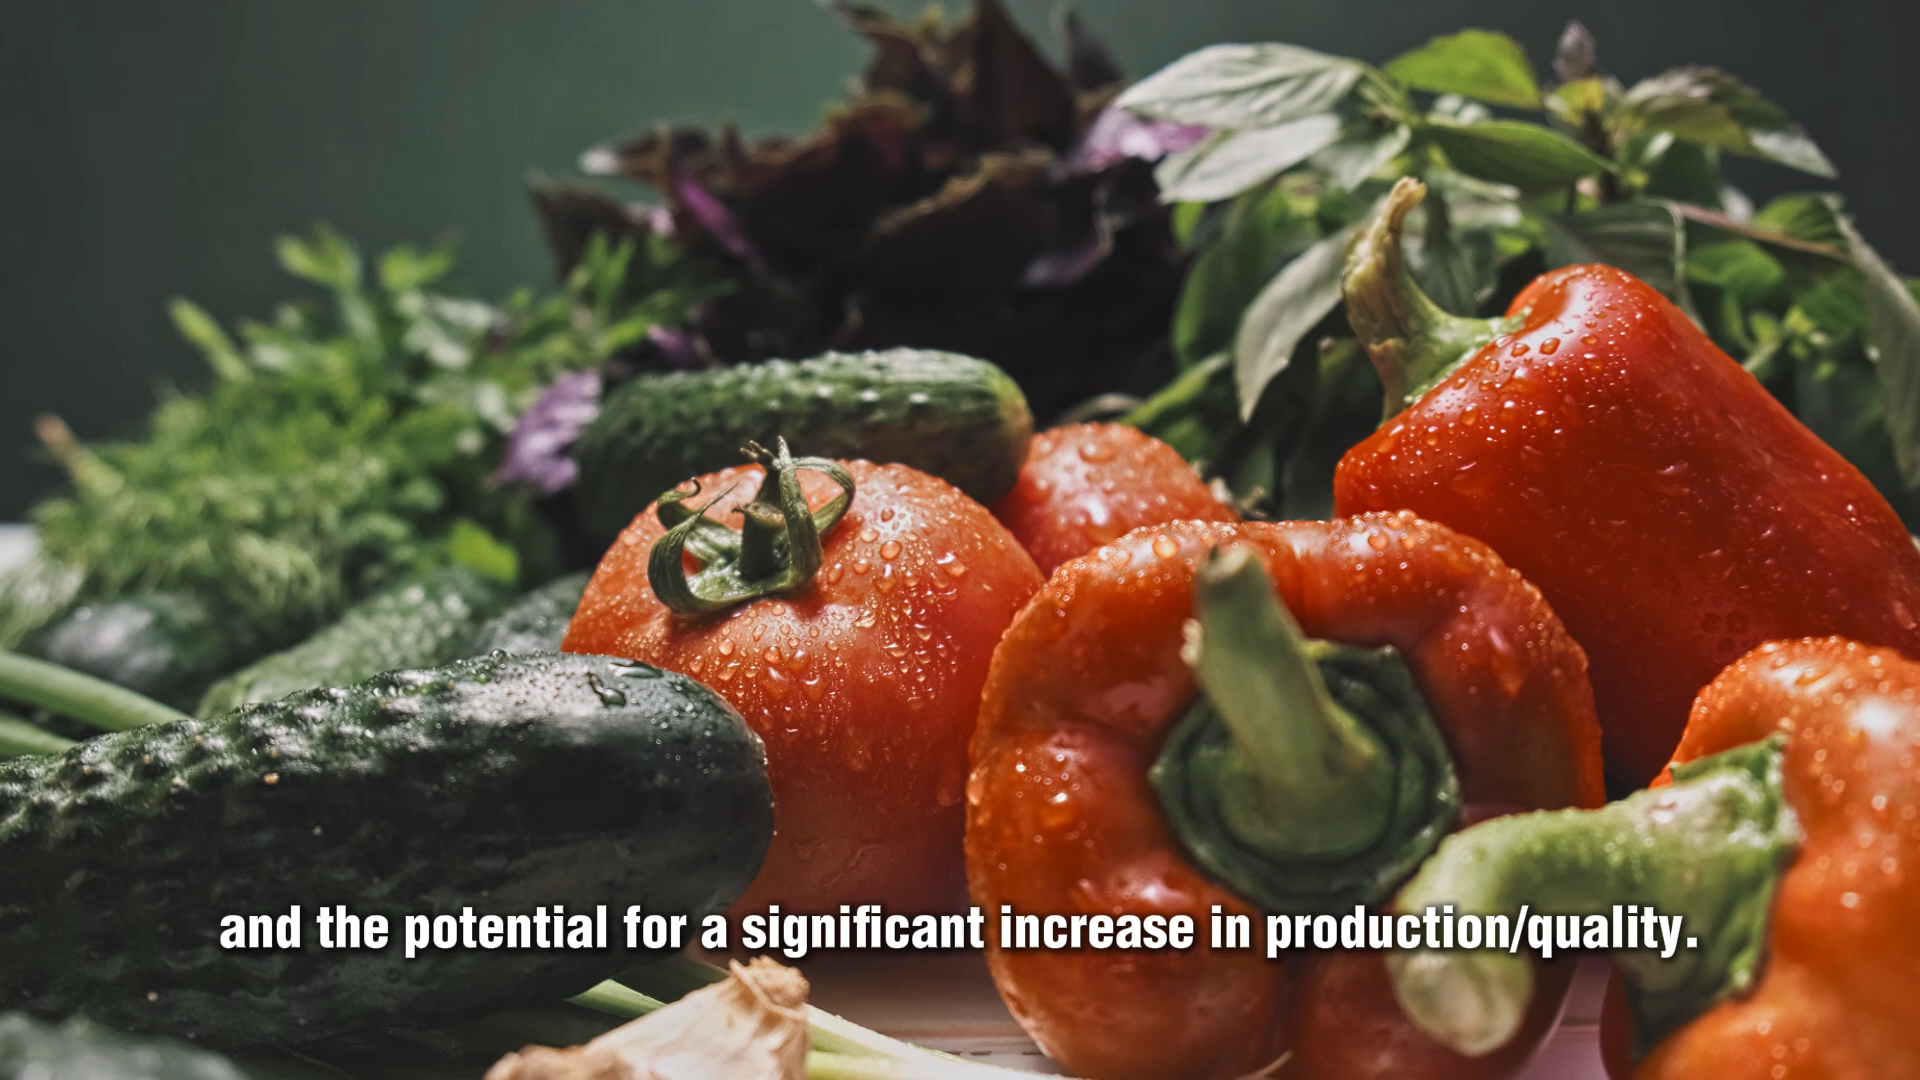 and the potential for a significant increase in production/quality.